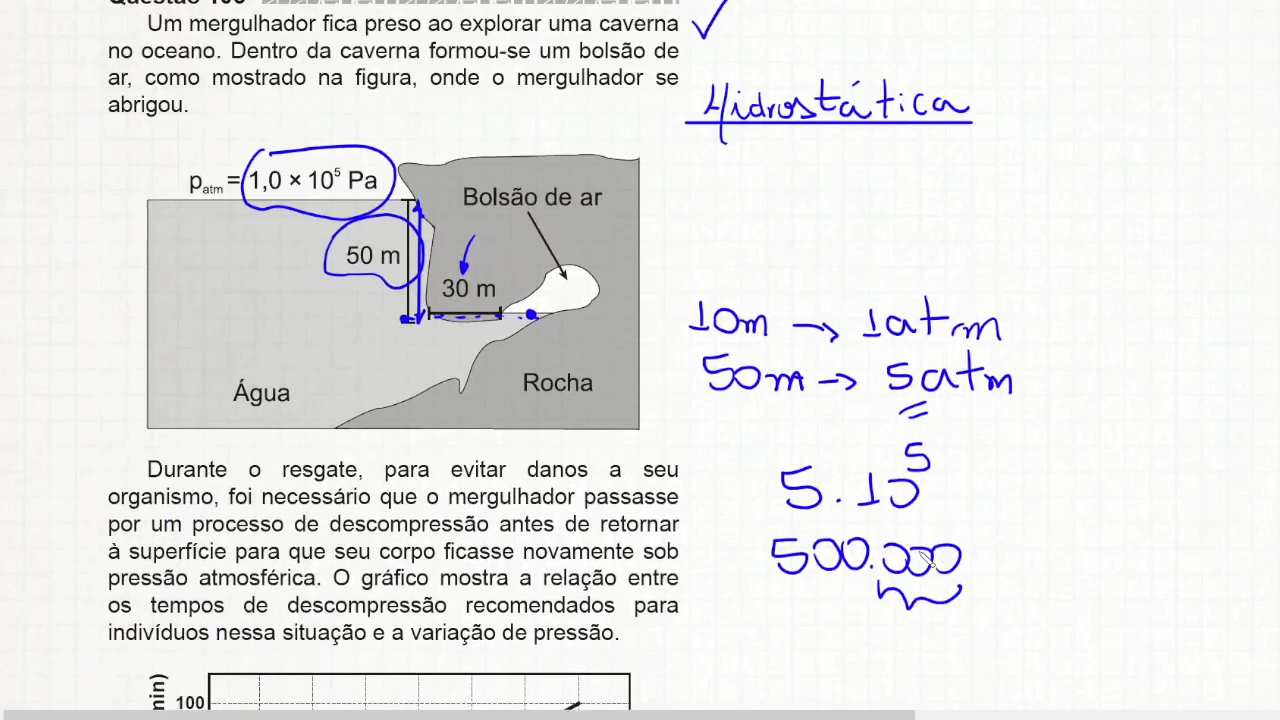 Questão 106
Um mergulhador fica preso ao explorar uma caverna
no oceano. Dentro da caverna formou-se um bolsão de
ar, como mostrado na figura, onde o mergulhador se
abrigou.
Hidrostática
p atm = 1,0 × 10⁵ Pa
Bolsão de ar
50 m
30 m
Água
Rocha
10m → 1atm
50m → 5atm
5.10⁵
500.000
Durante o resgate, para evitar danos a seu
organismo, foi necessário que o mergulhador passasse
por um processo de descompressão antes de retornar
à superfície para que seu corpo ficasse novamente sob
pressão atmosférica. O gráfico mostra a relação entre
os tempos de descompressão recomendados para
indivíduos nessa situação e a variação de pressão.
min)
100